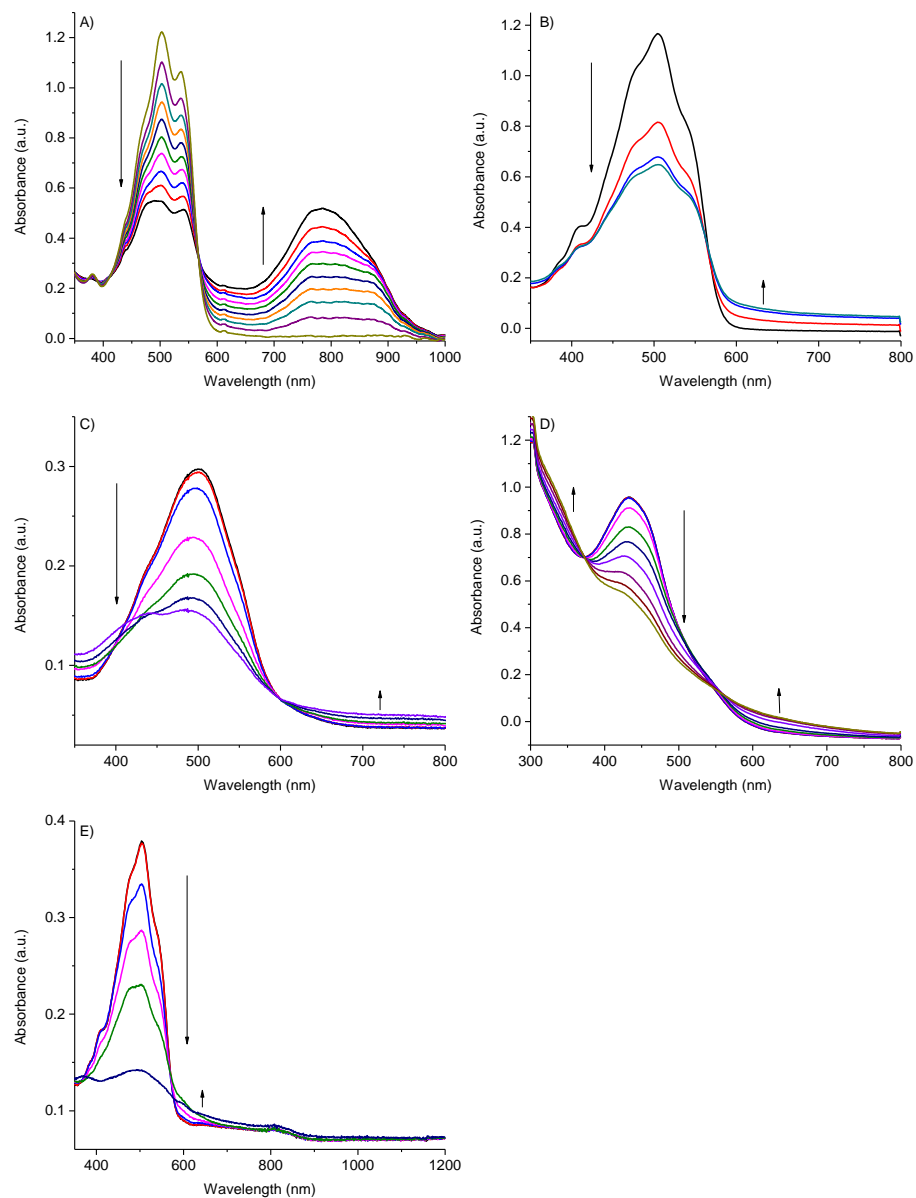 A)
1.2
1.0
0.8
0.6
0.4
0.2
0.0
Absorbance (a.u.)
400 500 600 700 800 900 1000
Wavelength (nm)
B)
1.2
1.0
0.8
0.6
0.4
0.2
0.0
Absorbance (a.u.)
400 500 600 700 800
Wavelength (nm)
C)
0.3
0.2
0.1
Absorbance (a.u.)
400 500 600 700 800
Wavelength (nm)
D)
1.2
1.0
0.8
0.6
0.4
0.2
0.0
Absorbance (a.u.)
300 400 500 600 700 800
Wavelength (nm)
E)
0.4
0.3
0.2
0.1
Absorbance (a.u.)
400 600 800 1000 1200
Wavelength (nm)